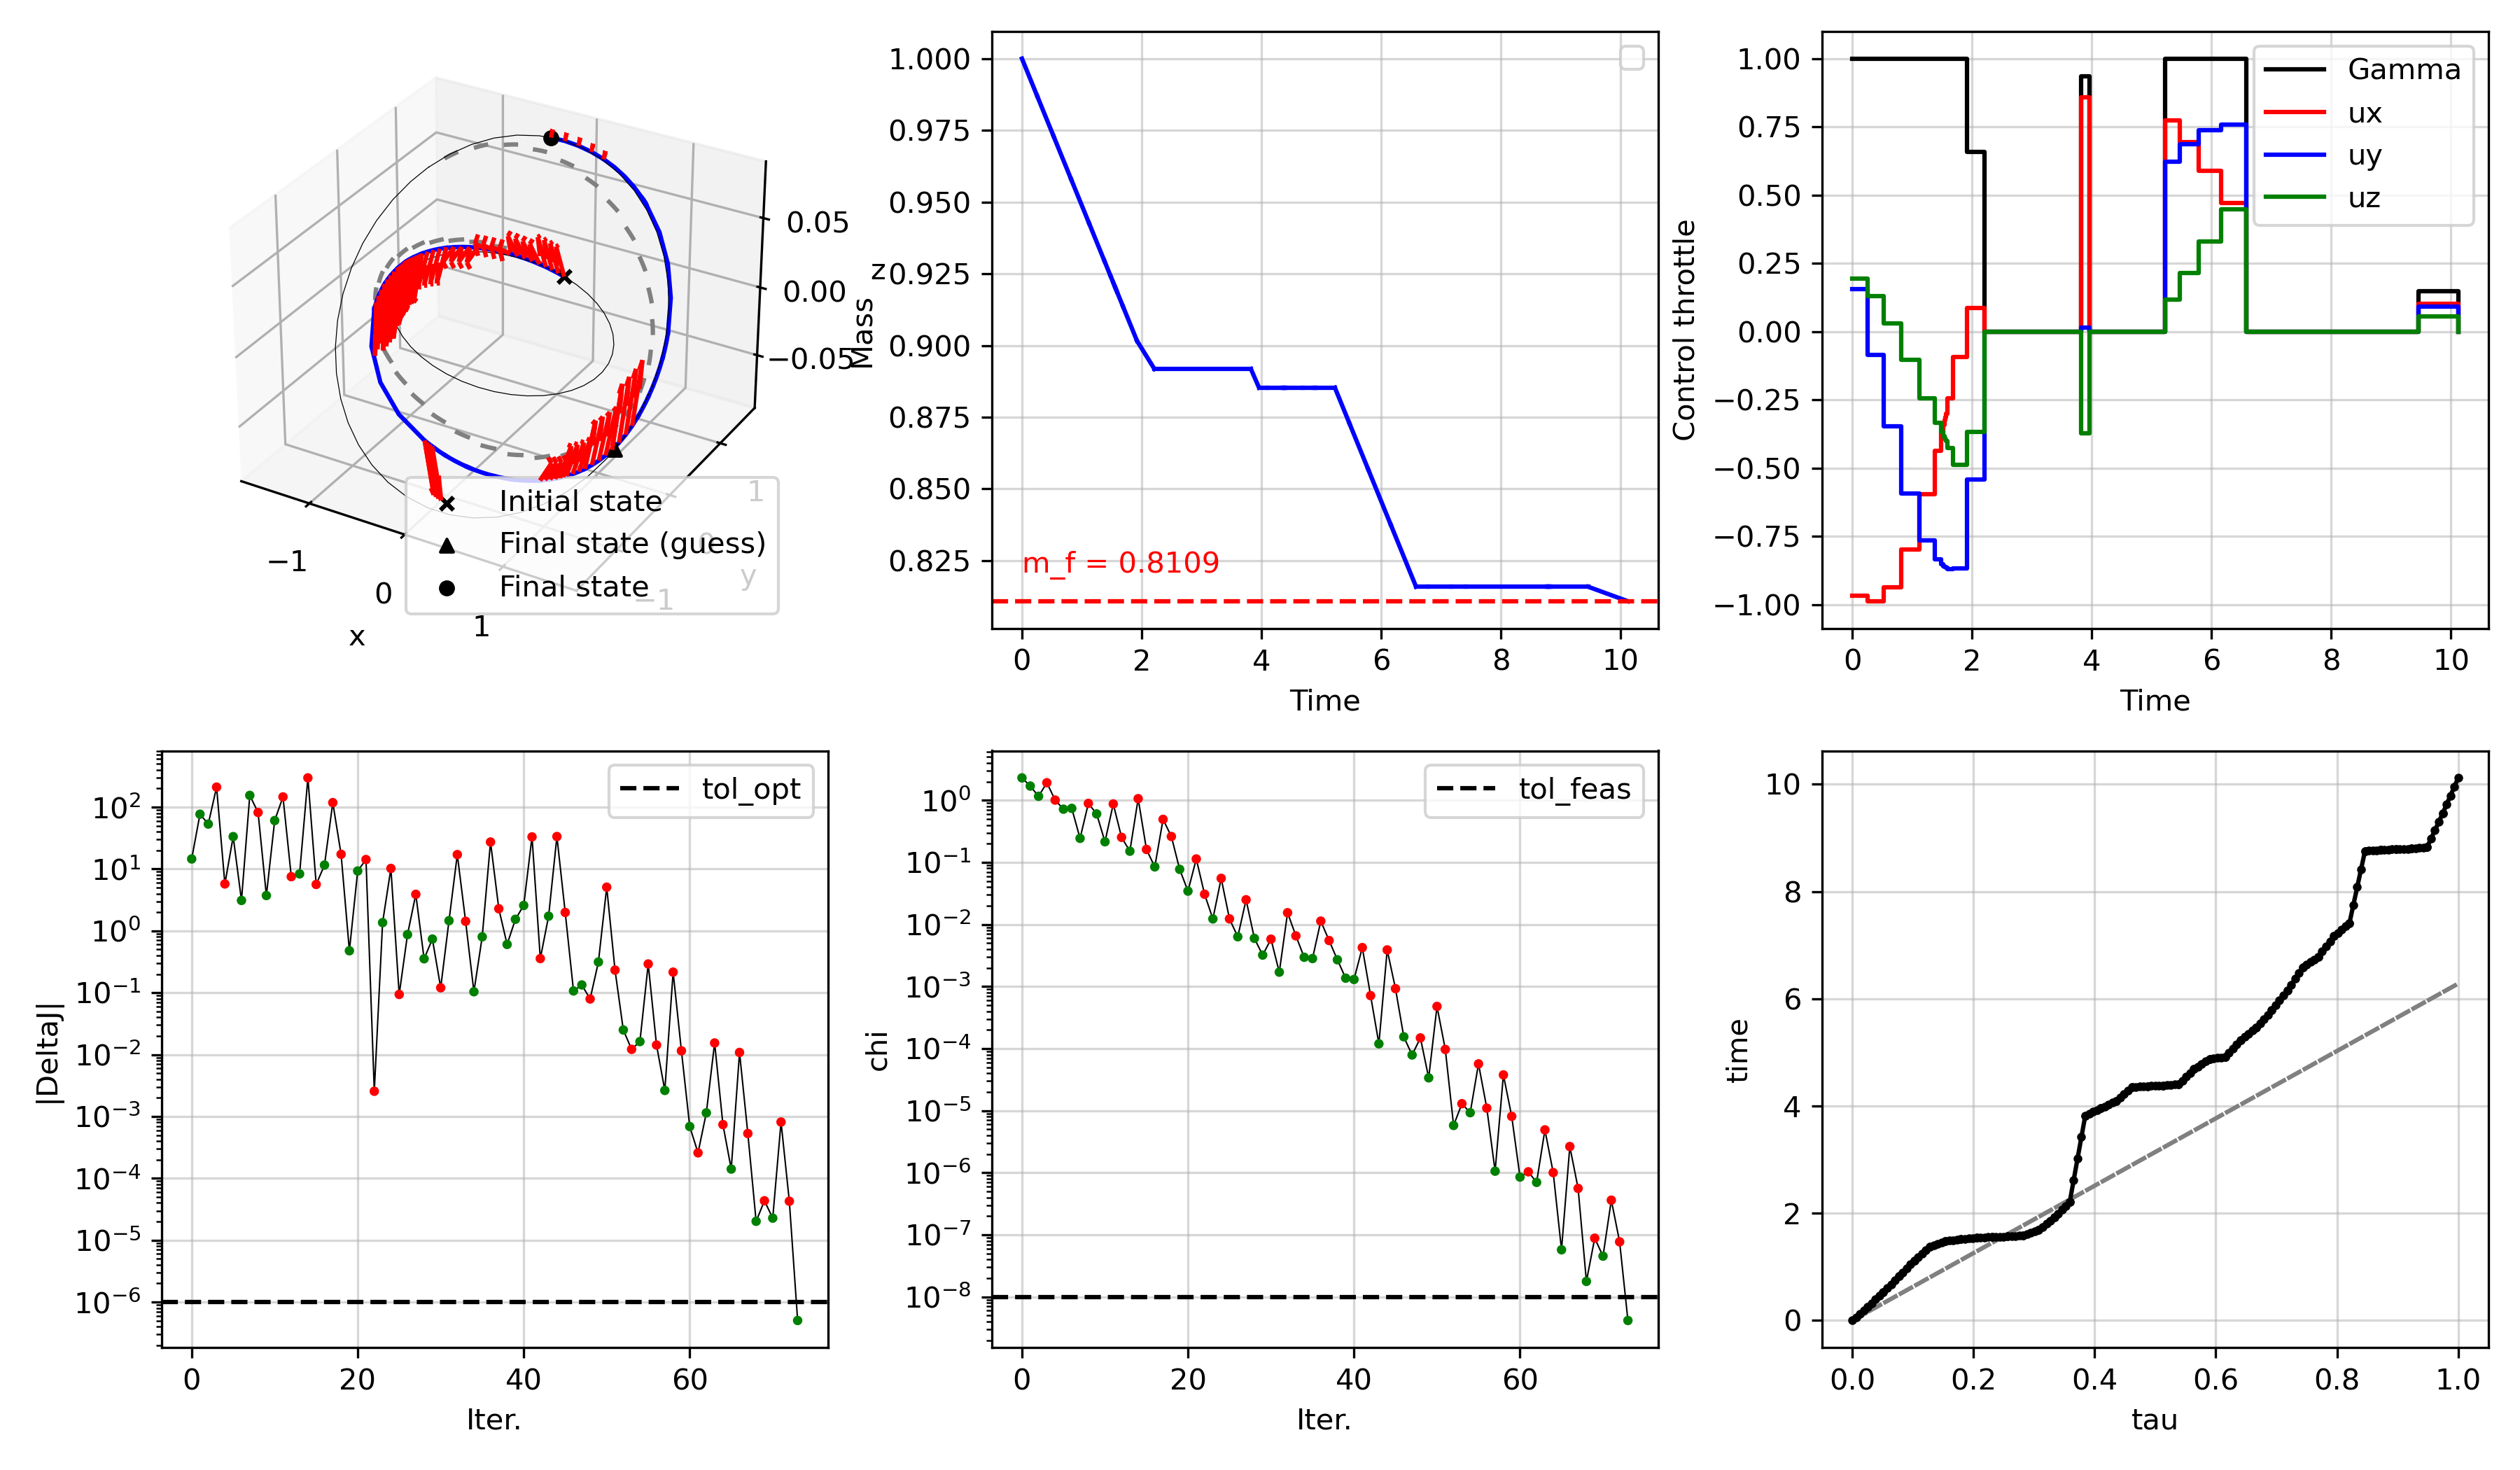 0.05
0.00
−0.05
z
−1
0
1
x
1
0
−1
y
Initial state
Final state (guess)
Final state
1.000
0.975
0.950
0.925
0.900
0.875
0.850
0.825
Mass
m_f = 0.8109
0 2 4 6 8 10
Time
1.00
0.75
0.50
0.25
0.00
−0.25
−0.50
−0.75
−1.00
Control throttle
Gamma
ux
uy
uz
0 2 4 6 8 10
Time
10²
10¹
10⁰
10⁻¹
10⁻²
10⁻³
10⁻⁴
10⁻⁵
10⁻⁶
|DeltaJ|
tol_opt
0 20 40 60
Iter.
10⁰
10⁻¹
10⁻²
10⁻³
10⁻⁴
10⁻⁵
10⁻⁶
10⁻⁷
10⁻⁸
chi
tol_feas
0 20 40 60
Iter.
10
8
6
4
2
0
time
0.0 0.2 0.4 0.6 0.8 1.0
tau